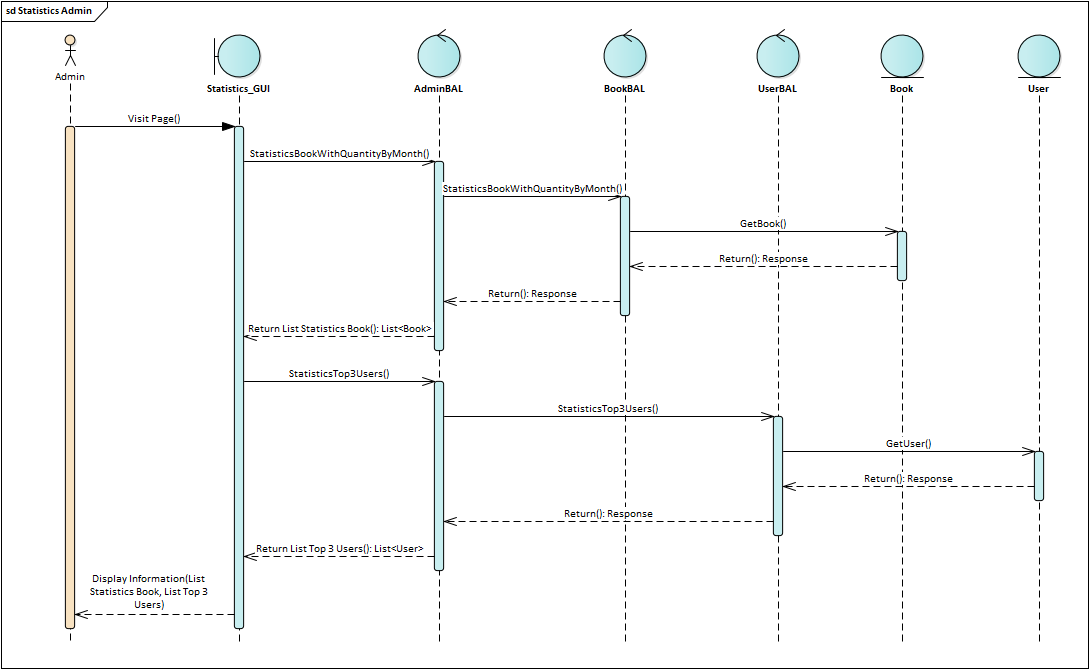 sd Statistics Admin
Admin
Statistics_GUI
AdminBAL
BookBAL
UserBAL
Book
User
Visit Page()
StatisticsBookWithQuantityByMonth()
StatisticsBookWithQuantityByMonth()
GetBook()
Return(): Response
Return(): Response
Return List Statistics Book(): List<Book>
StatisticsTop3Users()
StatisticsTop3Users()
GetUser()
Return(): Response
Return(): Response
Return List Top 3 Users(): List<User>
Display Information(List
Statistics Book, List Top 3
Users)